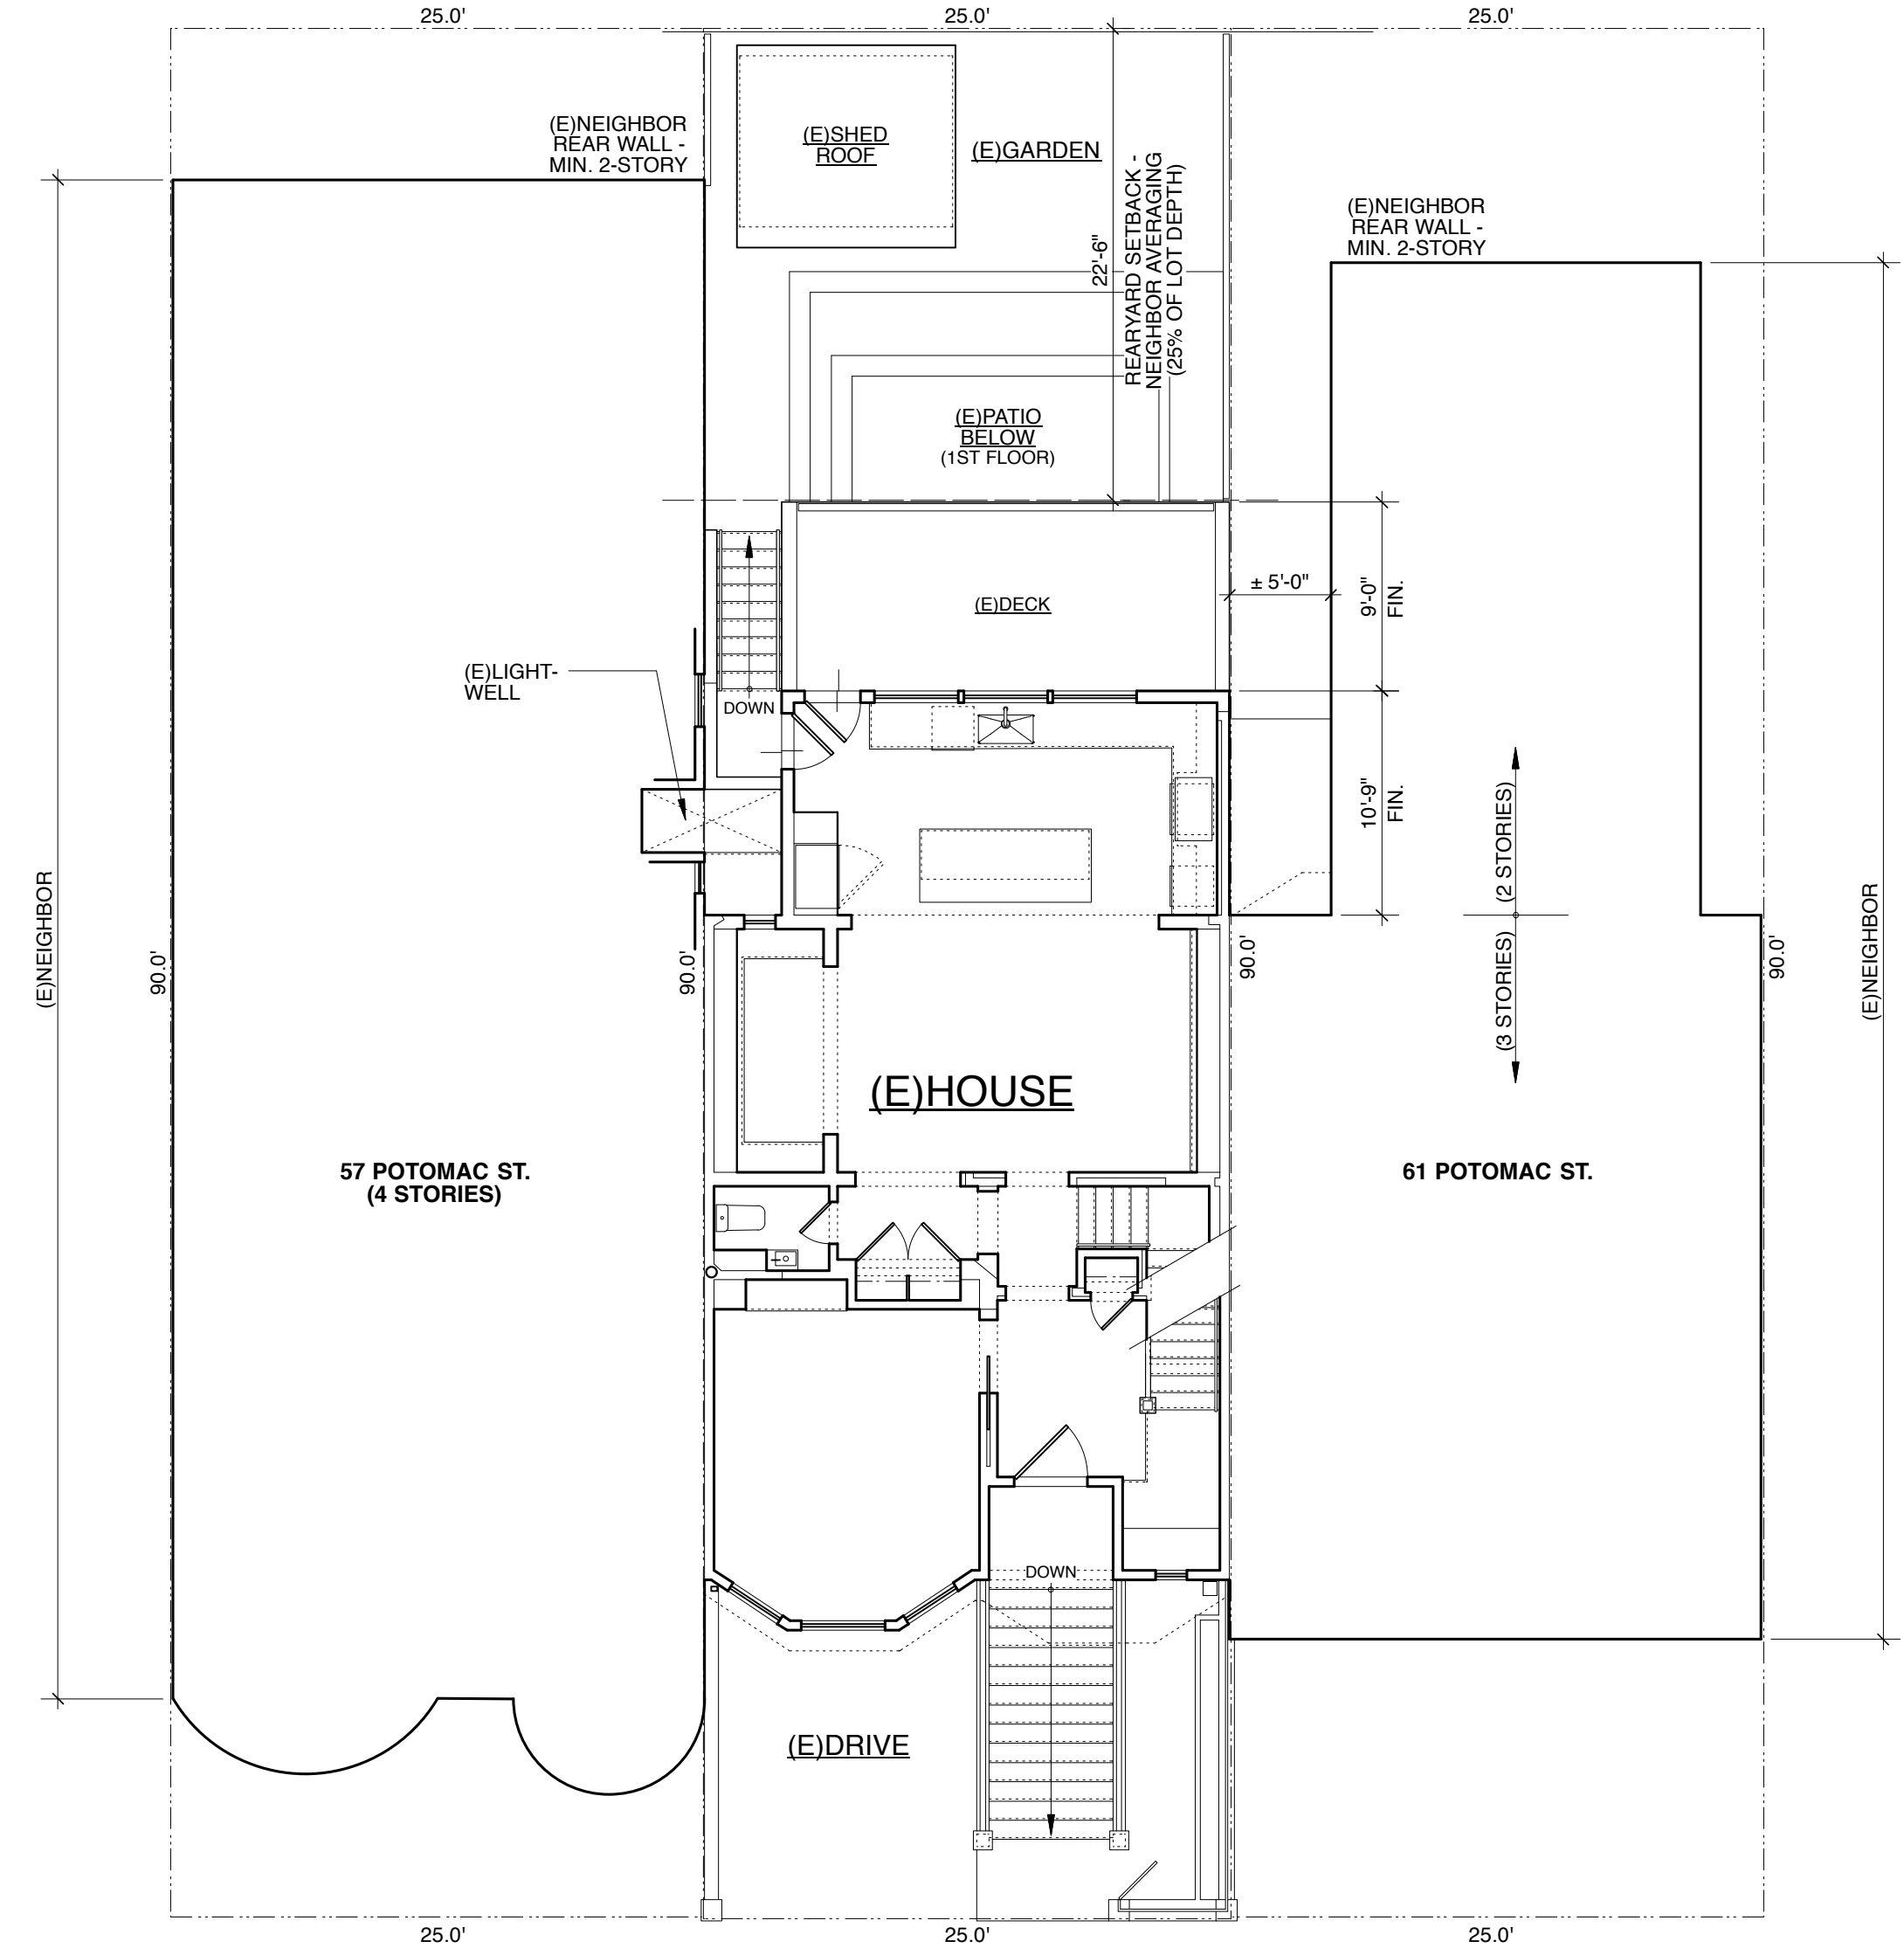 25.0'
25.0'
25.0'
(E)NEIGHBOR
REAR WALL -
MIN. 2-STORY
(E)SHED
ROOF
(E)GARDEN
REARYARD SETBACK -
NEIGHBOR AVERAGING
(25% OF LOT DEPTH)
22'-6"
(E)NEIGHBOR
REAR WALL -
MIN. 2-STORY
(E)PATIO
BELOW
(1ST FLOOR)
(E)DECK
± 5'-0"
9'-0"
FIN.
(E)LIGHT-
WELL
DOWN
10'-9"
FIN.
(2 STORIES)
(3 STORIES)
(E)NEIGHBOR
90.0'
90.0'
90.0'
90.0'
(E)NEIGHBOR
(E)HOUSE
57 POTOMAC ST.
(4 STORIES)
61 POTOMAC ST.
DOWN
(E)DRIVE
25.0'
25.0'
25.0'